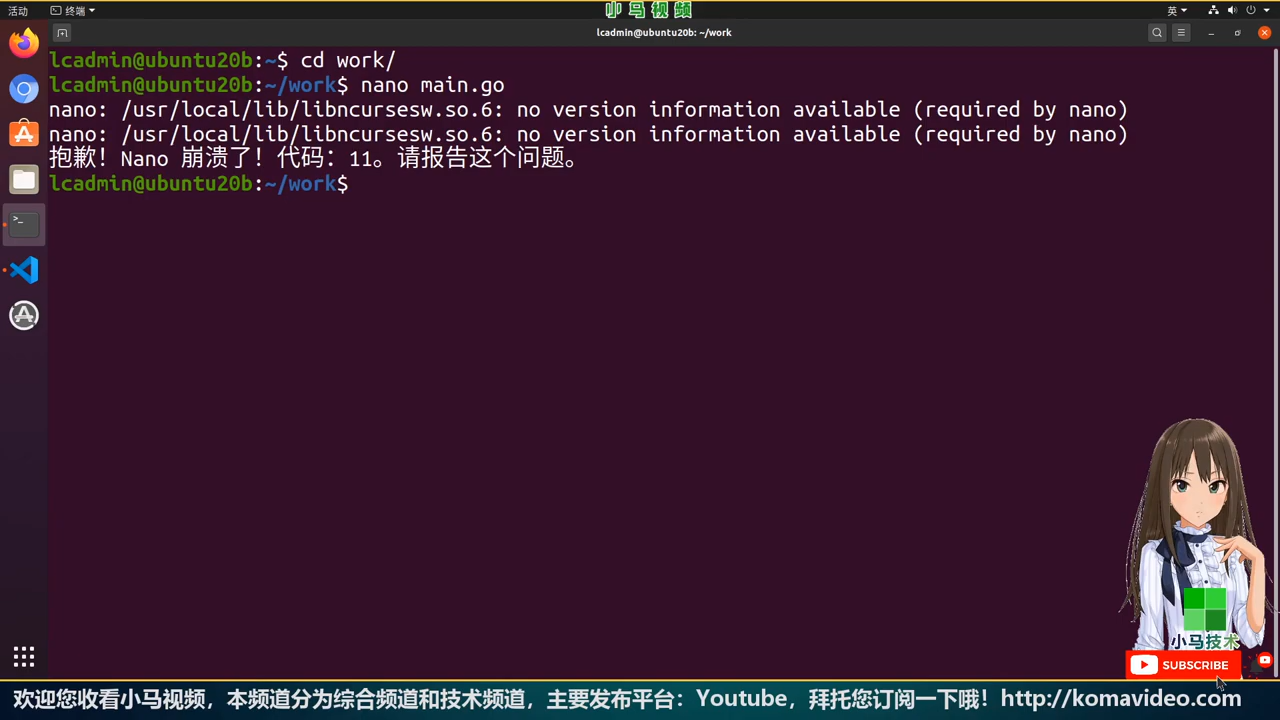 小马视频
活动 终端 英
lcadmin@ubuntu20b: ~/work
lcadmin@ubuntu20b:~$ cd work/
lcadmin@ubuntu20b:~/work$ nano main.go
nano: /usr/local/lib/libncursesw.so.6: no version information available (required by nano)
nano: /usr/local/lib/libncursesw.so.6: no version information available (required by nano)
抱歉！Nano 崩溃了！代码：11。请报告这个问题。
lcadmin@ubuntu20b:~/work$
小马技术
SUBSCRIBE
欢迎您收看小马视频，本频道分为综合频道和技术频道，主要发布平台：Youtube，拜托您订阅一下哦！http://komavideo.com